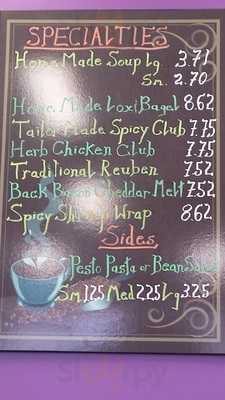 SPECIALTIES
Home Made Soup Lg 3.71
Sm. 2.70
Home Made Loxi Bagel 8.62
Tailor Made Spicy Club 7.75
Herb Chicken Club 7.75
Traditional Reuben 7.52
Back Bacon Cheddar Melt 7.52
Spicy Shrimp Wrap 8.62
Sides
Pesto Pasta or Bean
Sm 1.25 Med 2.25 Lg 3.25